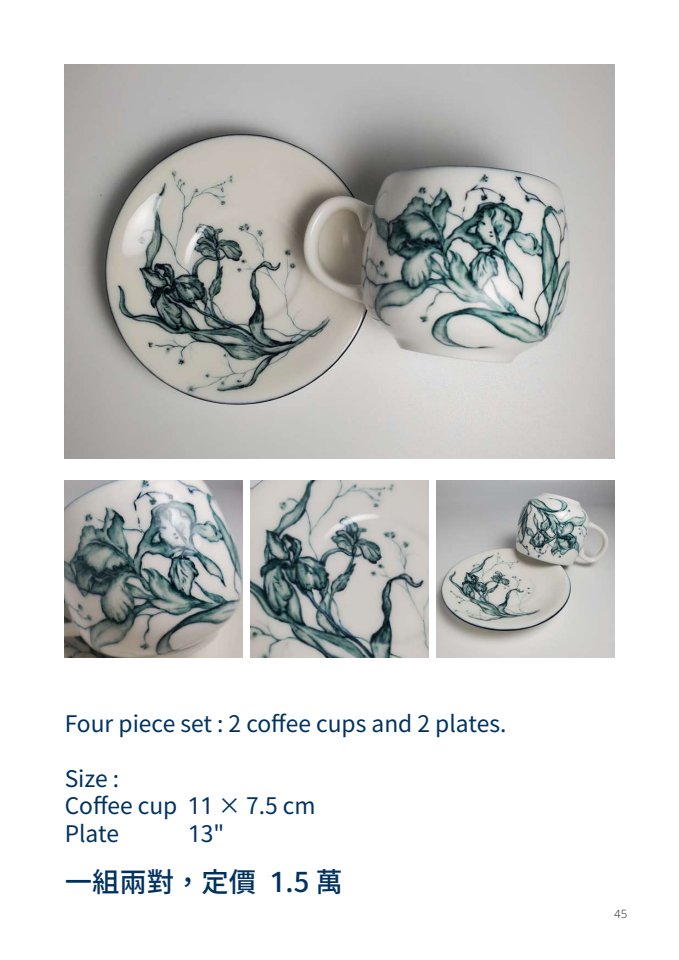 Four piece set : 2 coffee cups and 2 plates.
Size :
Coffee cup 11 × 7.5 cm
Plate 13"
一組兩對，定價 1.5 萬
45